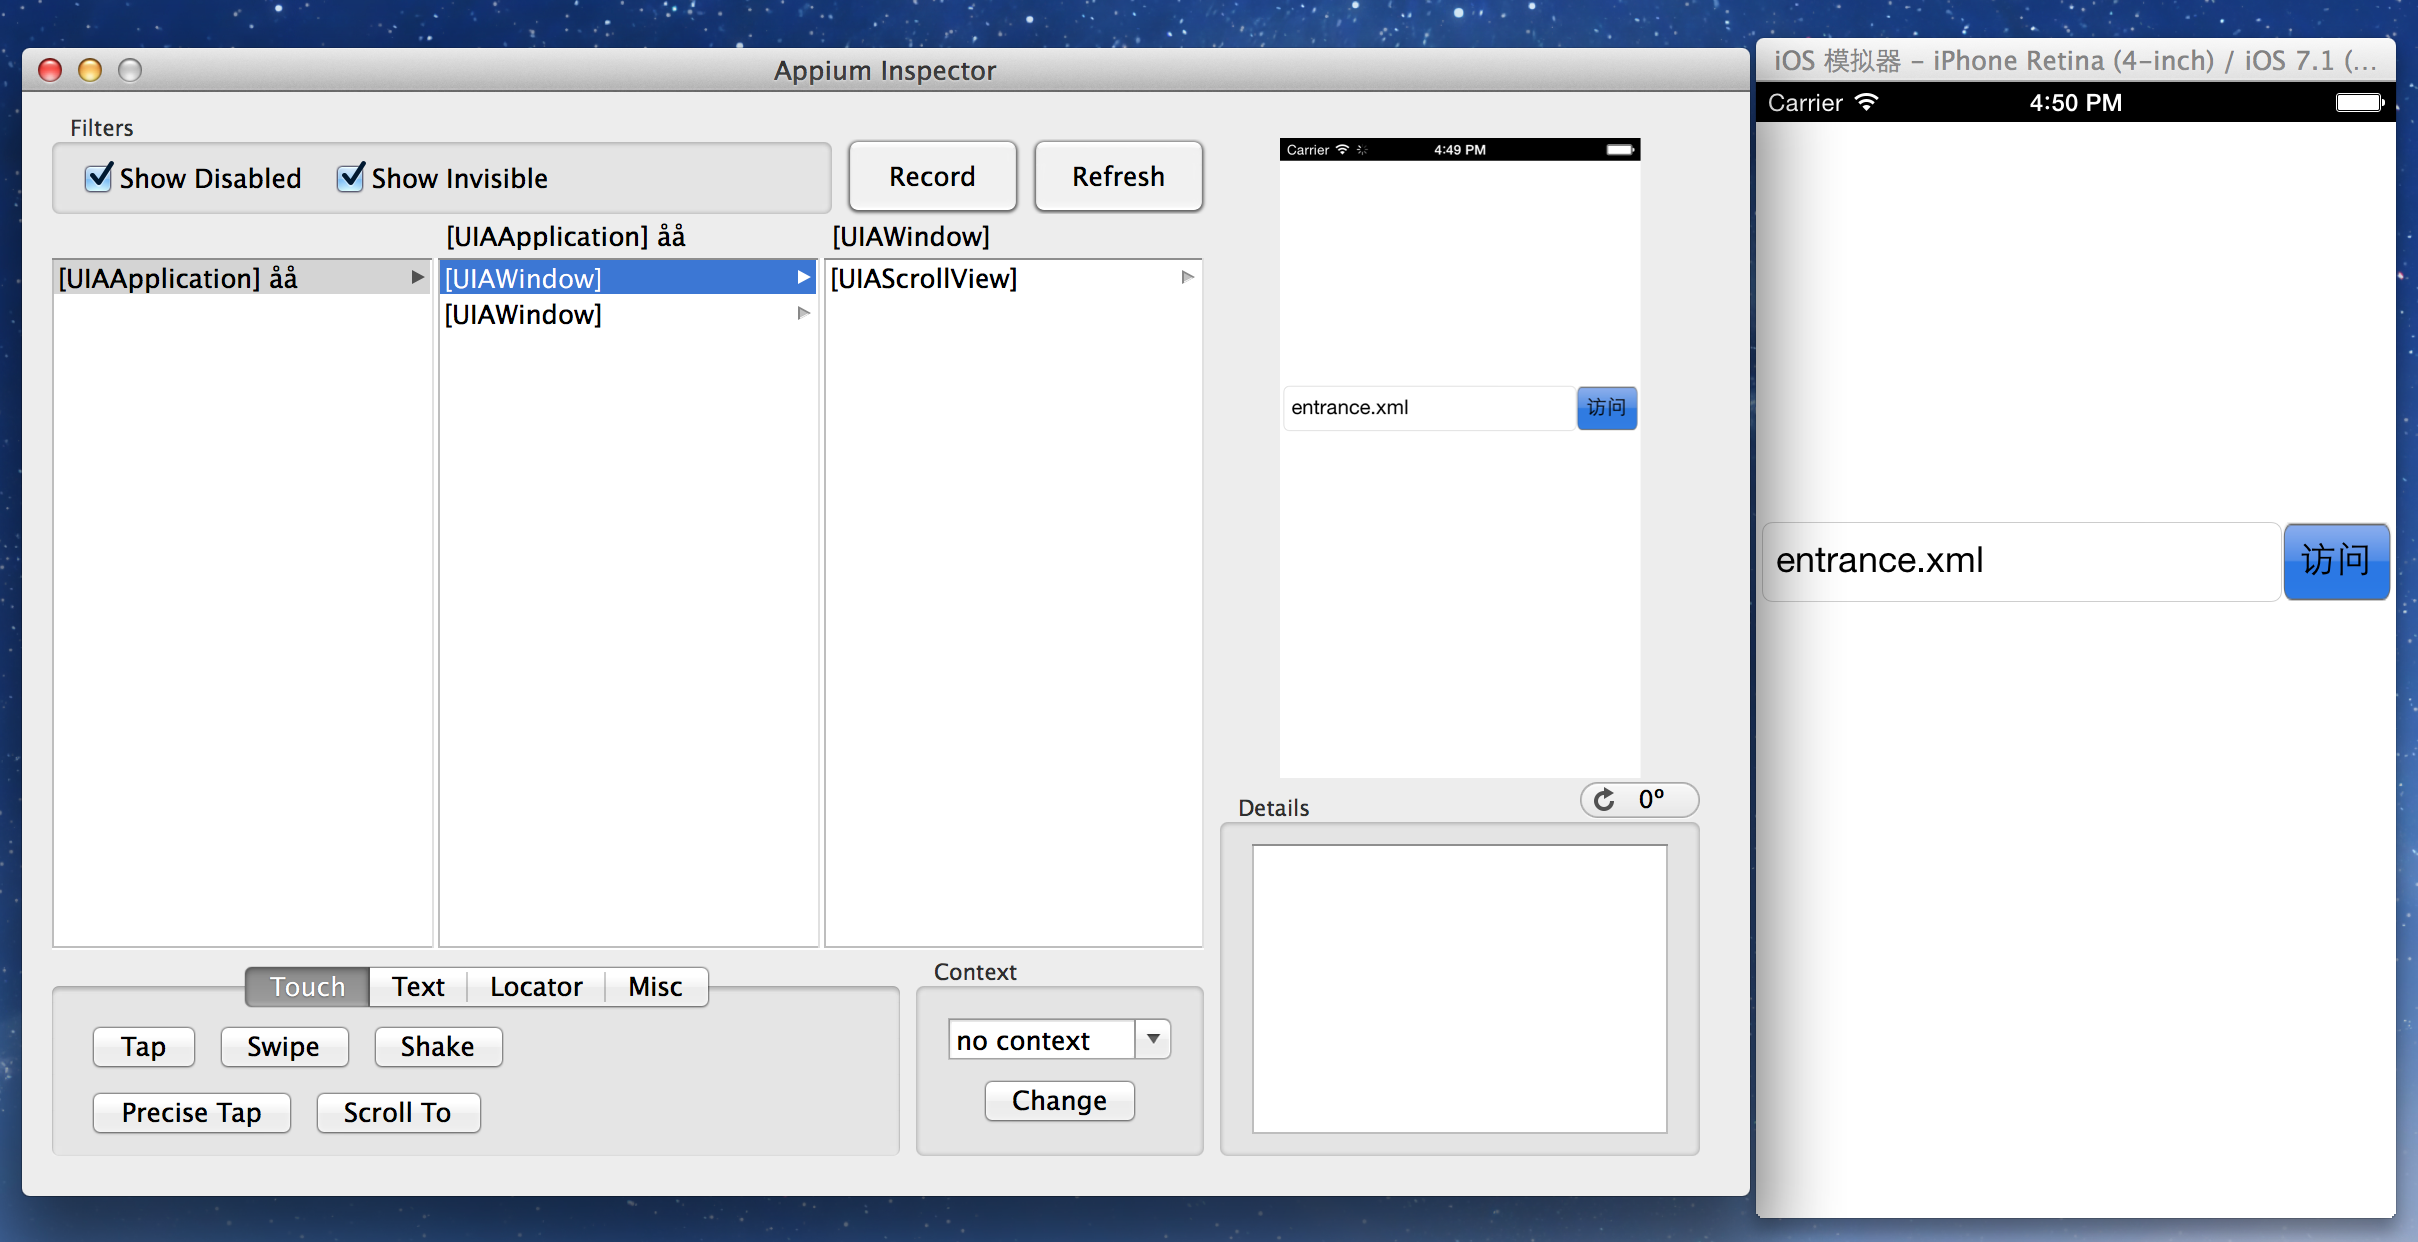 Appium Inspector
Filters
Show Disabled
Show Invisible
Record
Refresh
[UIAApplication] åå
[UIAWindow]
[UIAApplication] åå
[UIAWindow]
[UIAWindow]
[UIAScrollView]
Carrier
4:49 PM
entrance.xml
访问
Details
0º
Touch
Text
Locator
Misc
Tap
Swipe
Shake
Precise Tap
Scroll To
Context
no context
Change
iOS 模拟器 – iPhone Retina (4-inch) / iOS 7.1 (...
Carrier
4:50 PM
entrance.xml
访问